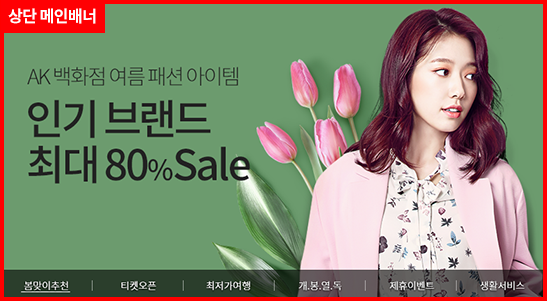 상단 메인배너
AK 백화점 여름 패션 아이템
인기 브랜드
최대 80%Sale
봄맞이추천 | 티켓오픈 | 최저가여행 | 개.봉.열.독 | 제휴이벤트 | 생활서비스